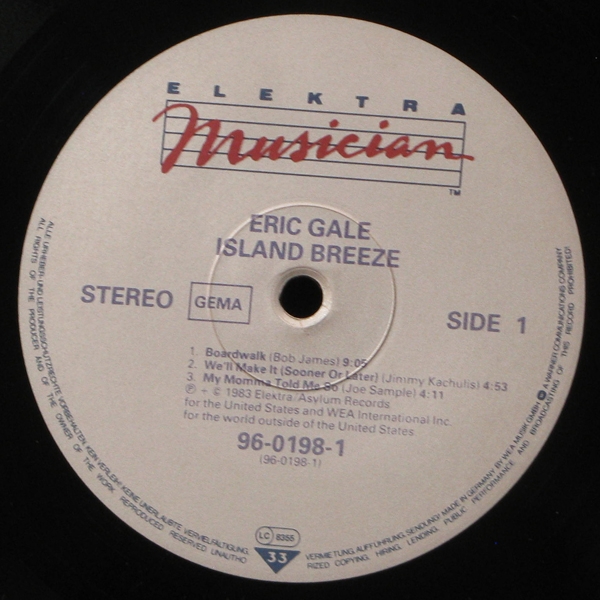 ELEKTRA
Musician
TM
ERIC GALE
ISLAND BREEZE
STEREO
GEMA
SIDE 1
1. Boardwalk (Bob James) 9:05
2. We'll Make It (Sooner Or Later) (Jimmy Kachulis) 4:53
3. My Momma Told Me So (Joe Sample) 4:11
℗ - © 1983 Elektra/Asylum Records
for the United States and WEA International Inc.
for the world outside of the United States.
96-0198-1
(96-0198-1)
LC 8355
33
ALLE URHEBER- UND LEISTUNGSSCHUTZRECHTE VORBEHALTEN. KEIN VERLEIH! KEINE UNERLAUBTE VERVIELFÄLTIGUNG,
VERMIETUNG, AUFFÜHRUNG, SENDUNG! MADE IN GERMANY BY WEA MUSIK GMBH A WARNER COMMUNICATIONS COMPANY
ALL RIGHTS OF THE PRODUCER AND OF THE OWNER OF THE WORK REPRODUCED RESERVED UNAUTHO
RIZED COPYING, HIRING, LENDING, PUBLIC PERFORMANCE AND BROADCASTING OF THIS RECORD PROHIBITED!